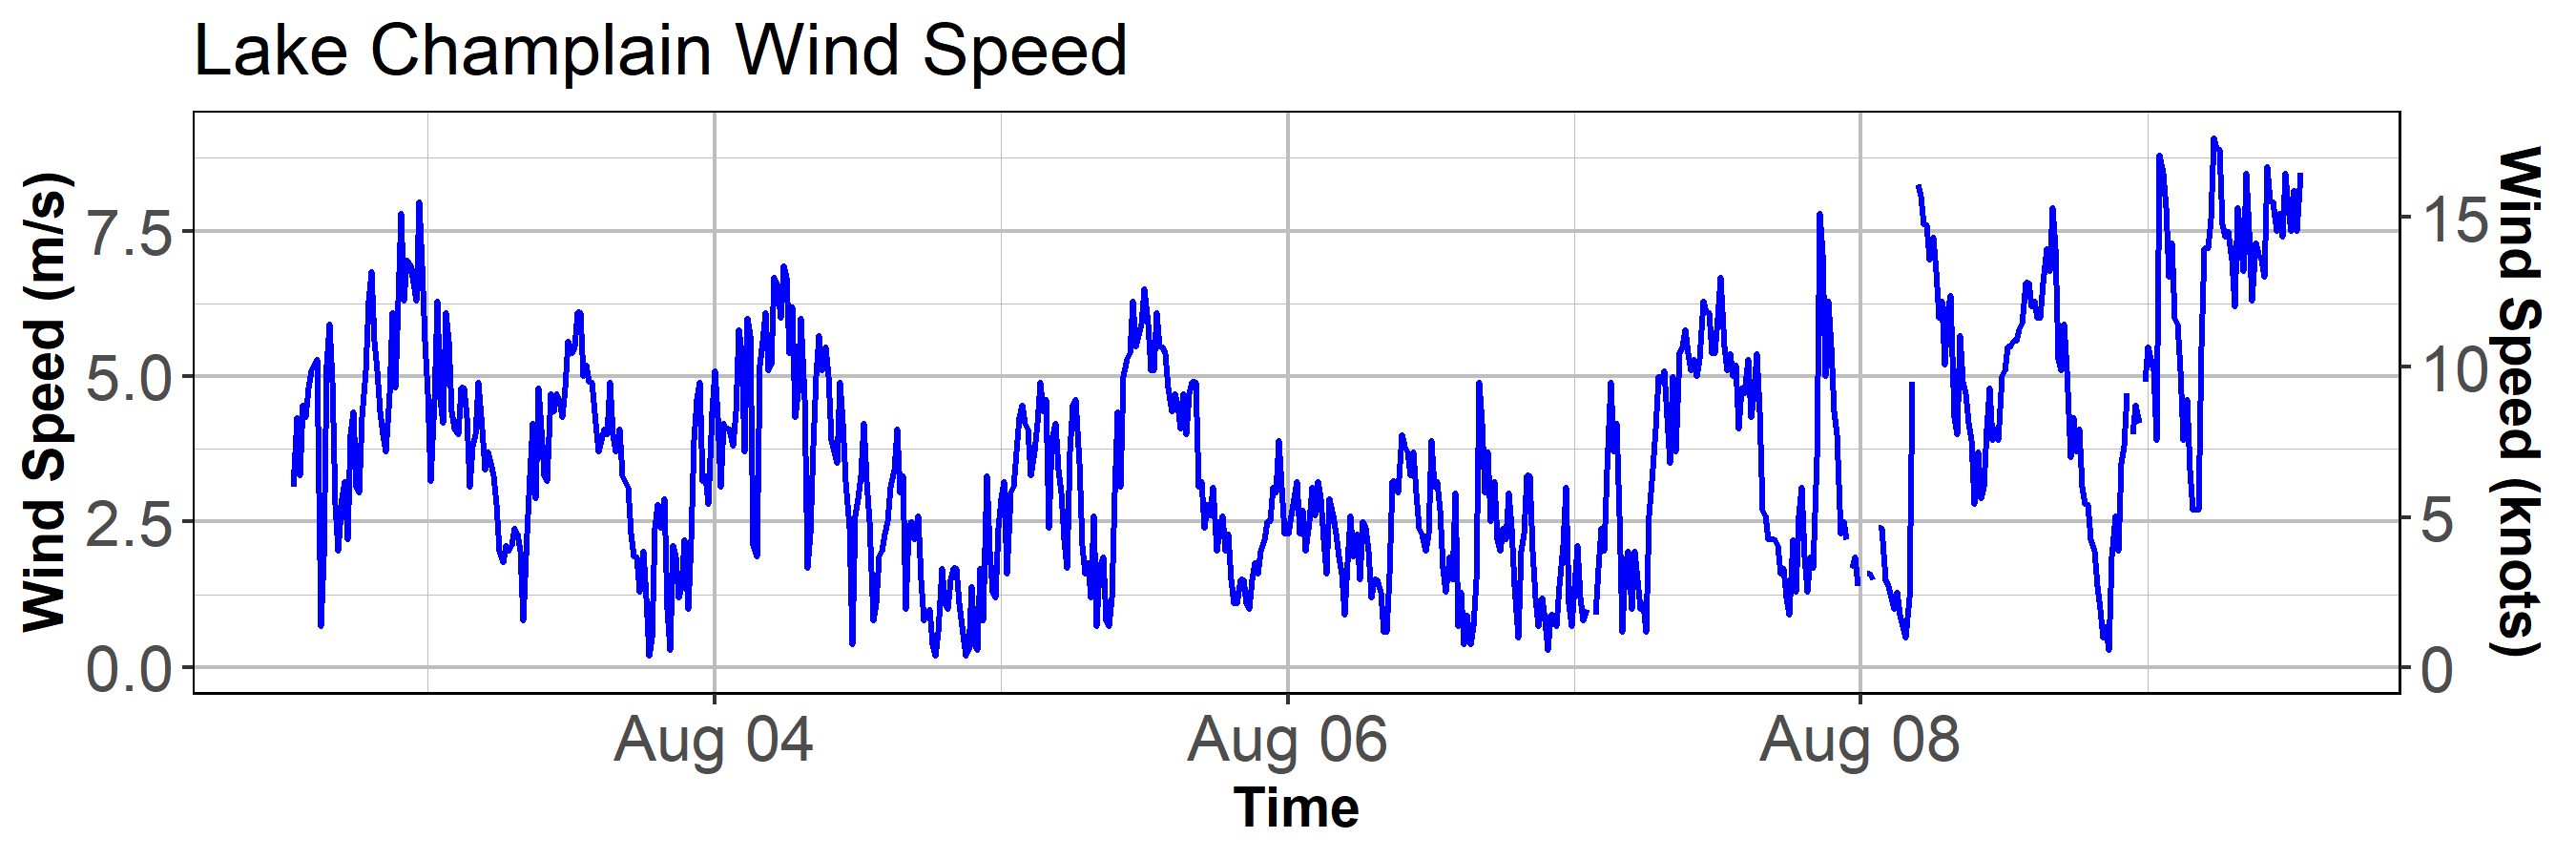 Lake Champlain Wind Speed
Wind Speed (m/s)
7.5
5.0
2.5
0.0
15
10
5
0
Wind Speed (knots)
Aug 04 Aug 06 Aug 08
Time